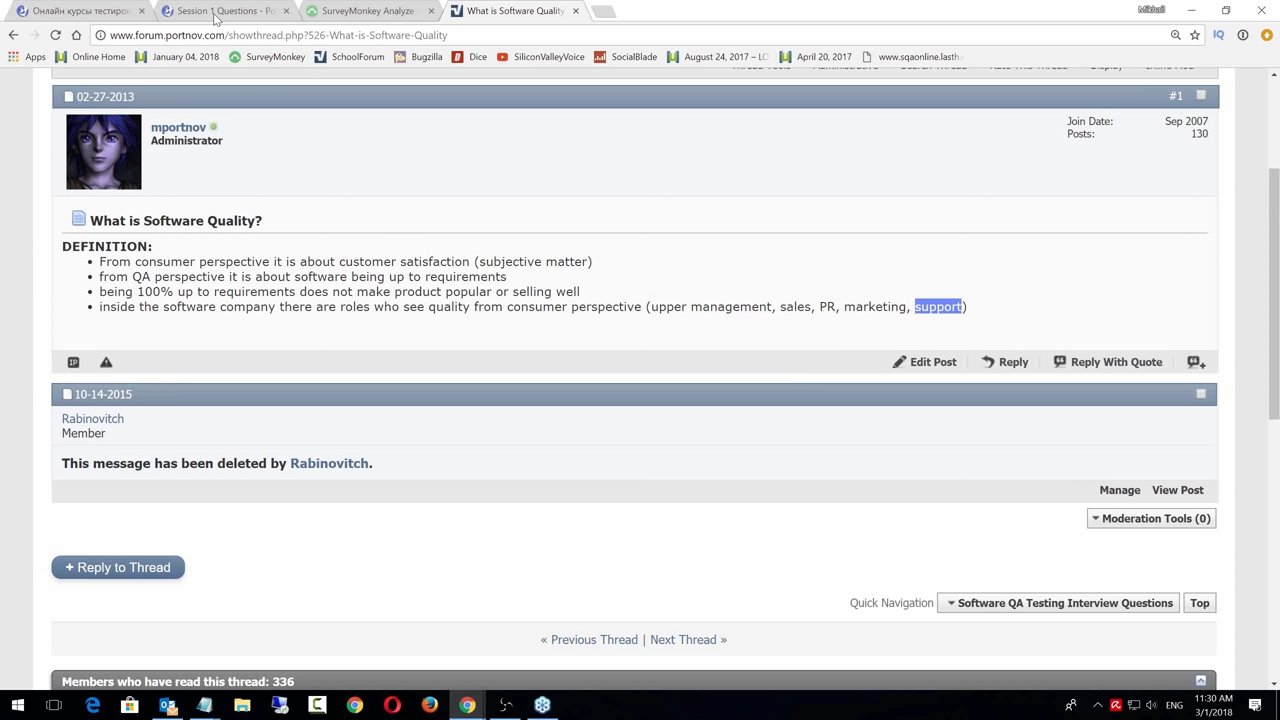 Mikhail
Онлайн курсы тестиров
Session 1 Questions - Po
SurveyMonkey Analyze
What is Software Quality
www.forum.portnov.com/showthread.php?526-What-is-Software-Quality
Apps
Online Home
January 04, 2018
SurveyMonkey
SchoolForum
Bugzilla
Dice
SiliconValleyVoice
SocialBlade
August 24, 2017 – LO
April 20, 2017
www.sqaonline.lasth
02-27-2013
#1
mportnov
Administrator
Join Date: Sep 2007
Posts: 130
What is Software Quality?
DEFINITION:
• From consumer perspective it is about customer satisfaction (subjective matter)
• from QA perspective it is about software being up to requirements
• being 100% up to requirements does not make product popular or selling well
• inside the software company there are roles who see quality from consumer perspective (upper management, sales, PR, marketing, support)
IP
Edit Post
Reply
Reply With Quote
10-14-2015
Rabinovitch
Member
This message has been deleted by Rabinovitch.
Manage View Post
Moderation Tools (0)
+ Reply to Thread
Quick Navigation
Software QA Testing Interview Questions
Top
« Previous Thread | Next Thread »
Members who have read this thread: 336
ENG
11:30 AM
3/1/2018